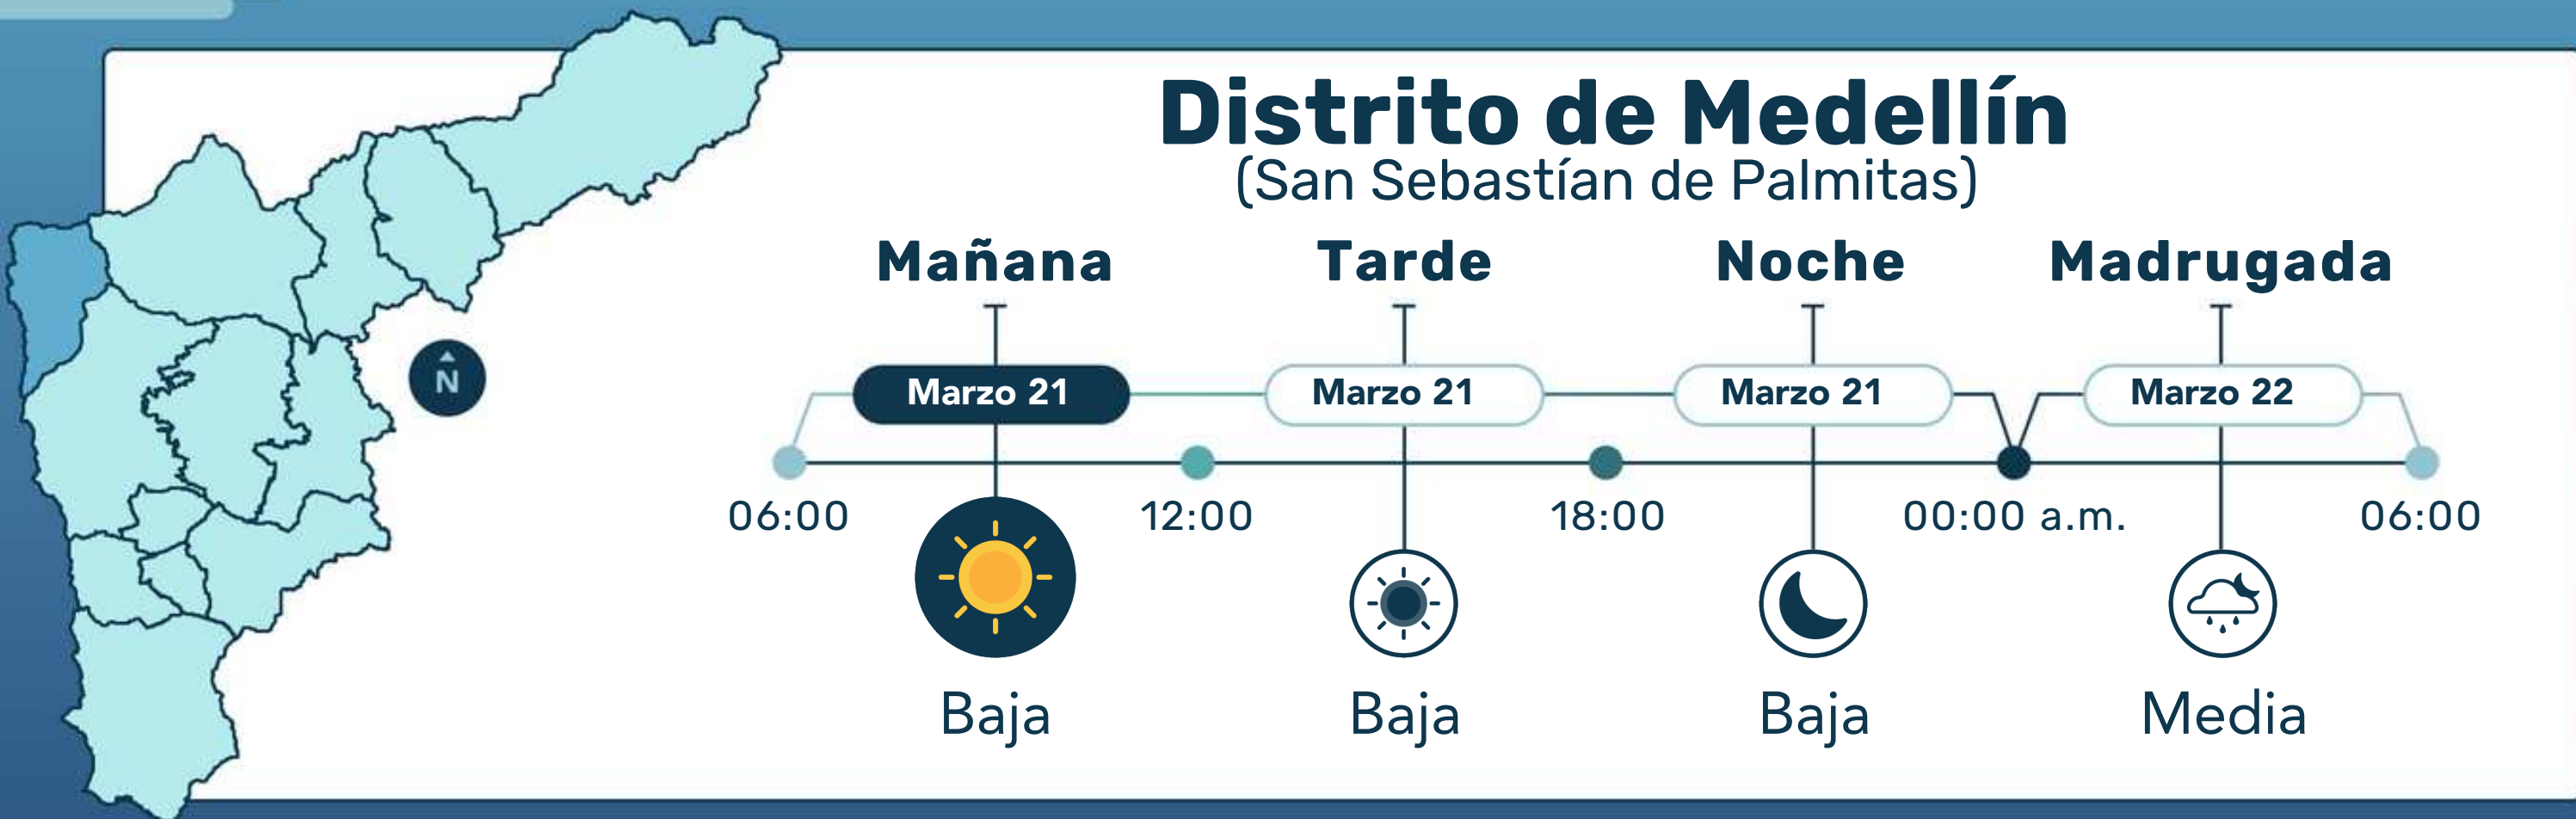 Distrito de Medellín
(San Sebastían de Palmitas)
Mañana Tarde Noche Madrugada
Marzo 21 Marzo 21 Marzo 21 Marzo 22
N
06:00 12:00 18:00 00:00 a.m. 06:00
Baja Baja Baja Media